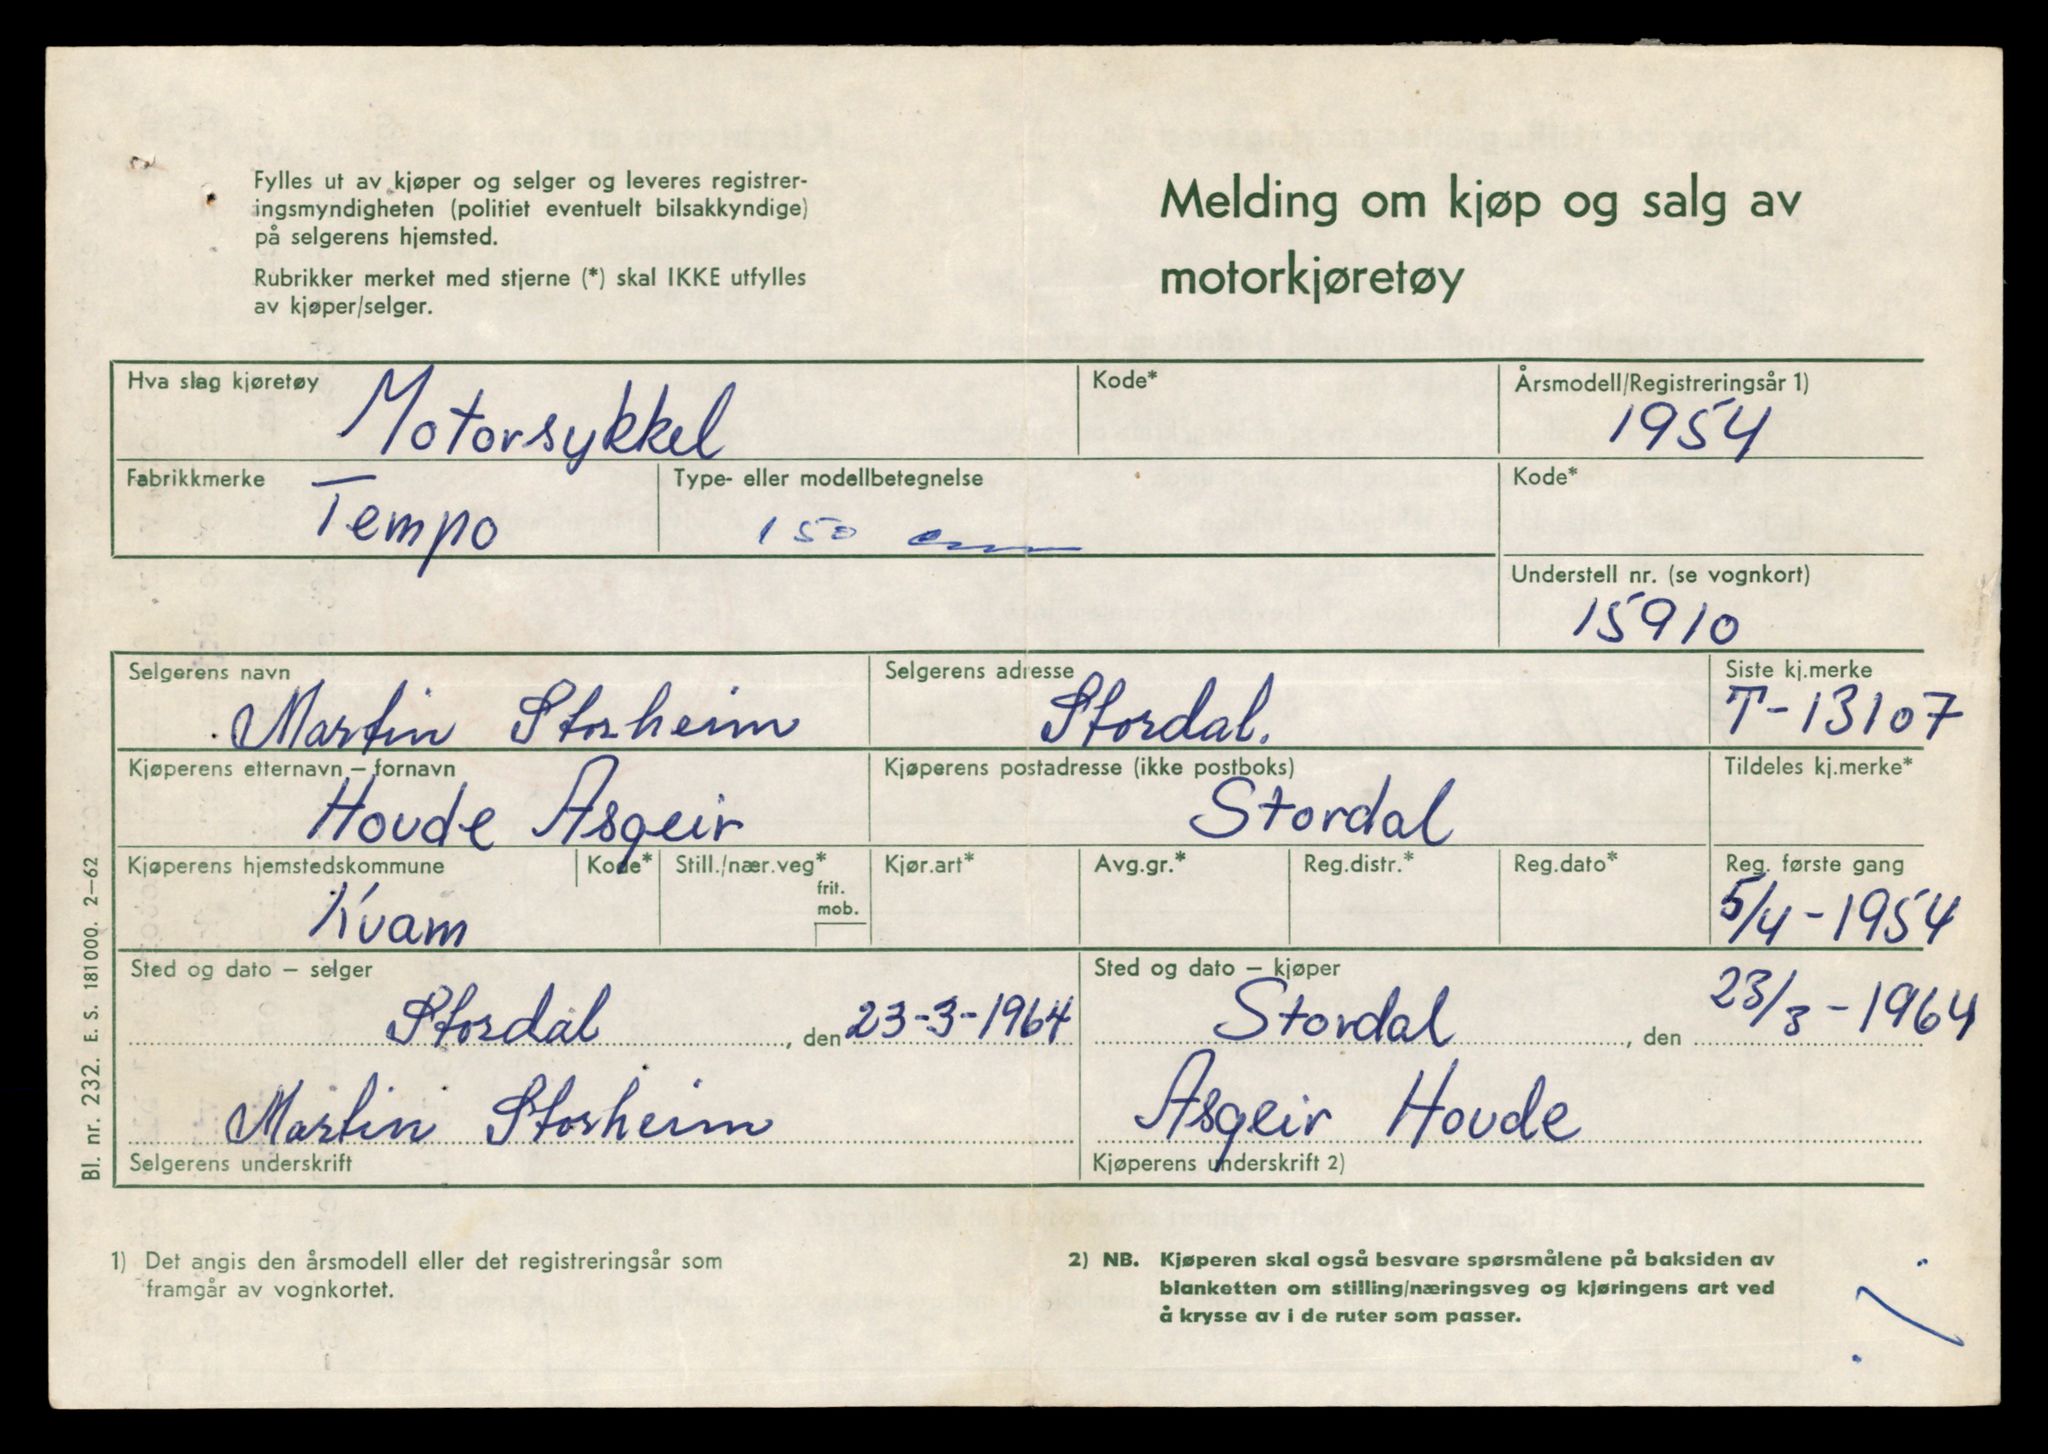 Fylles ut av kjøper og selger og leveres registrer-
ingsmyndigheten (politiet eventuelt bilsakkyndige)
på selgerens hjemsted.
Rubrikker merket med stjerne (*) skal IKKE utfylles
av kjøper/selger.
Melding om kjøp og salg av
motorkjøretøy
Hva slag kjøretøy
Motorsykkel
Kode*
Årsmodell/Registreringsår 1)
1954
Fabrikkmerke
Tempo
Type- eller modellbetegnelse
150
Kode*
Understell nr. (se vognkort)
15910
Selgerens navn
Martin Storheim
Selgerens adresse
Stordal.
Siste kj.merke
T-13107
Kjøperens etternavn – fornavn
Hovde Asgeir
Kjøperens postadresse (ikke postboks)
Stordal
Tildeles kj.merke*
Kjøperens hjemstedskommune
Kvam
Kode*
Still./nær.veg*
frit.
mob.
Kjør.art*
Avg.gr.*
Reg.distr.*
Reg.dato*
Reg. første gang
5/4-1954
Sted og dato – selger
Stordal, den 23-3-1964
Sted og dato – kjøper
Stordal, den 23/3-1964
Martin Storheim
Selgerens underskrift
Asgeir Hovde
Kjøperens underskrift 2)
1) Det angis den årsmodell eller det registreringsår som
framgår av vognkortet.
2) NB. Kjøperen skal også besvare spørsmålene på baksiden av
blanketten om stilling/næringsveg og kjøringens art ved
å krysse av i de ruter som passer.
Bl. nr. 232. E. S. 181 000. 2–62